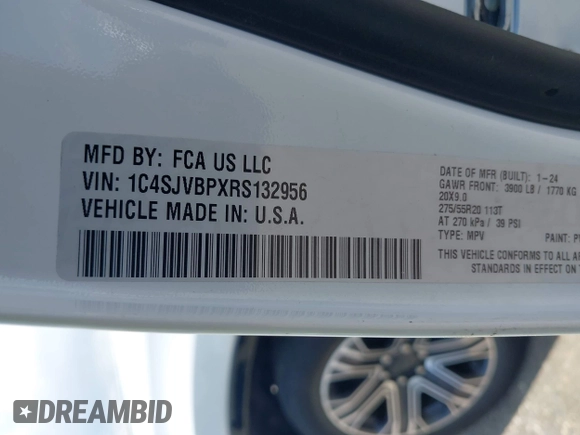 MFD BY: FCA US LLC
VIN: 1C4SJVBPXRS132956
VEHICLE MADE IN: U.S.A.
DATE OF MFR (BUILT): 1-24
GAWR FRONT: 3900 LB / 1770 KG
20X9.0
275/55R20 113T
AT 270 kPa / 39 PSI
TYPE: MPV PAINT:
THIS VEHICLE CONFORMS TO ALL
STANDARDS IN EFFECT ON
DREAMBID